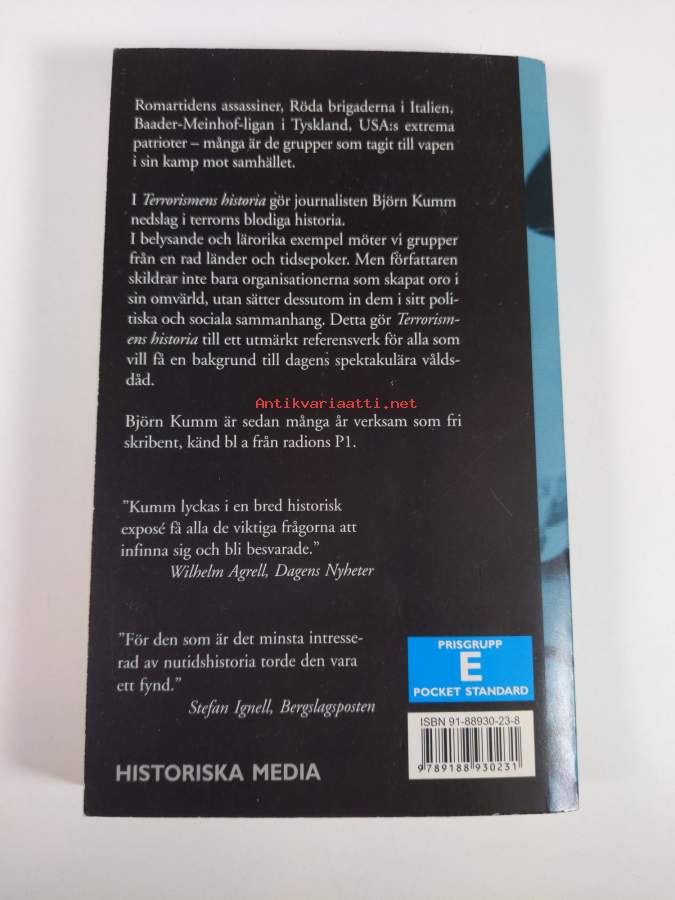 Romartidens assassiner, Röda brigaderna i Italien,
Baader-Meinhof-ligan i Tyskland, USA:s extrema
patrioter – många är de grupper som tagit till vapen
i sin kamp mot samhället.
I Terrorismens historia gör journalisten Björn Kumm
nedslag i terrorns blodiga historia.
I belysande och lärorika exempel möter vi grupper
från en rad länder och tidsepoker. Men författaren
skildrar inte bara organisationerna som skapat oro i
sin omvärld, utan sätter dessutom in dem i sitt poli-
tiska och sociala sammanhang. Detta gör Terrorism-
ens historia till ett utmärkt referensverk för alla som
vill få en bakgrund till dagens spektakulära vålds-
dåd.
Antikvariaatti.net
Björn Kumm är sedan många år verksam som fri
skribent, känd bl a från radions P1.
”Kumm lyckas i en bred historisk
exposé få alla de viktiga frågorna att
infinna sig och bli besvarade.”
Wilhelm Agrell, Dagens Nyheter
”För den som är det minsta intresse-
rad av nutidshistoria torde den vara
ett fynd.”
Stefan Ignell, Bergslagsposten
PRISGRUPP
E
POCKET STANDARD
ISBN 91-88930-23-8
9 789188 930231
HISTORISKA MEDIA